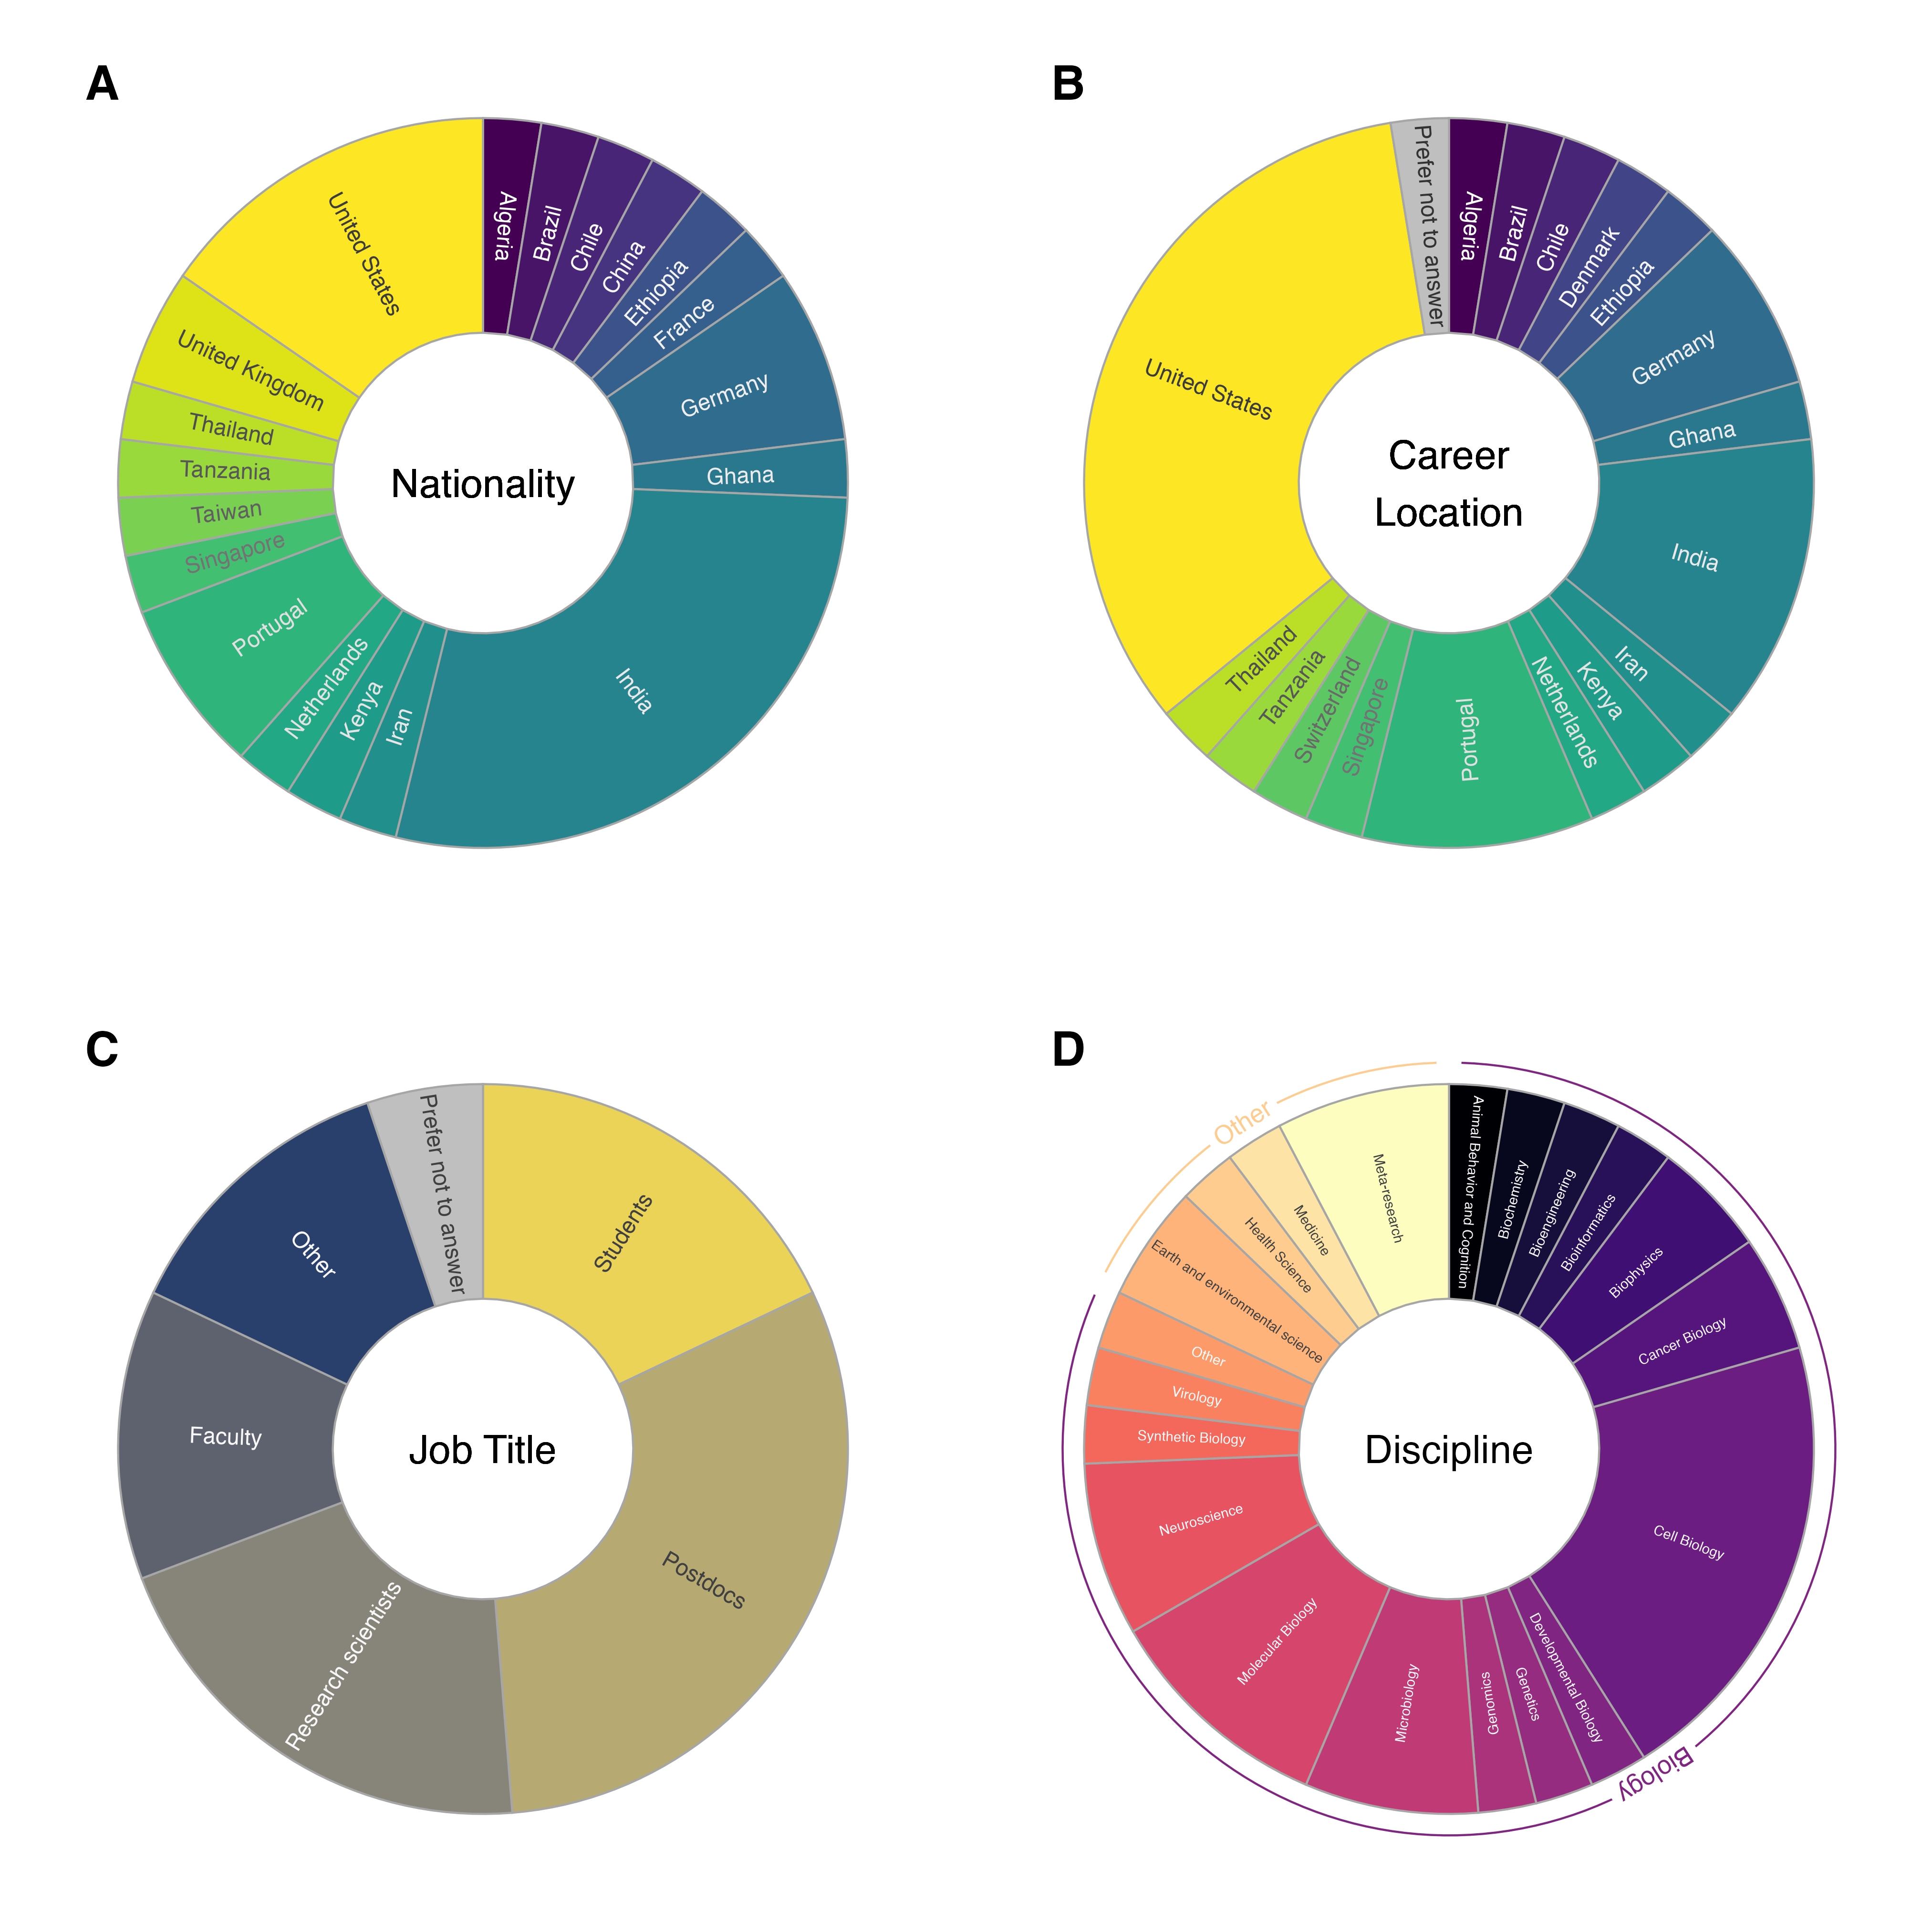 A
Algeria
Brazil
Chile
China
Ethiopia
France
Germany
Ghana
India
Iran
Kenya
Netherlands
Portugal
Singapore
Taiwan
Tanzania
Thailand
United Kingdom
United States
Nationality
B
Algeria
Brazil
Chile
Denmark
Ethiopia
Germany
Ghana
India
Iran
Kenya
Netherlands
Portugal
Singapore
Switzerland
Tanzania
Thailand
United States
Prefer not to answer
Career
Location
C
Students
Postdocs
Research scientists
Faculty
Other
Prefer not to answer
Job Title
D
Animal Behavior and Cognition
Biochemistry
Bioengineering
Bioinformatics
Biophysics
Cancer Biology
Cell Biology
Developmental Biology
Genetics
Genomics
Microbiology
Molecular Biology
Neuroscience
Synthetic Biology
Virology
Other
Earth and environmental science
Health Science
Medicine
Meta-research
Discipline
Biology
Other